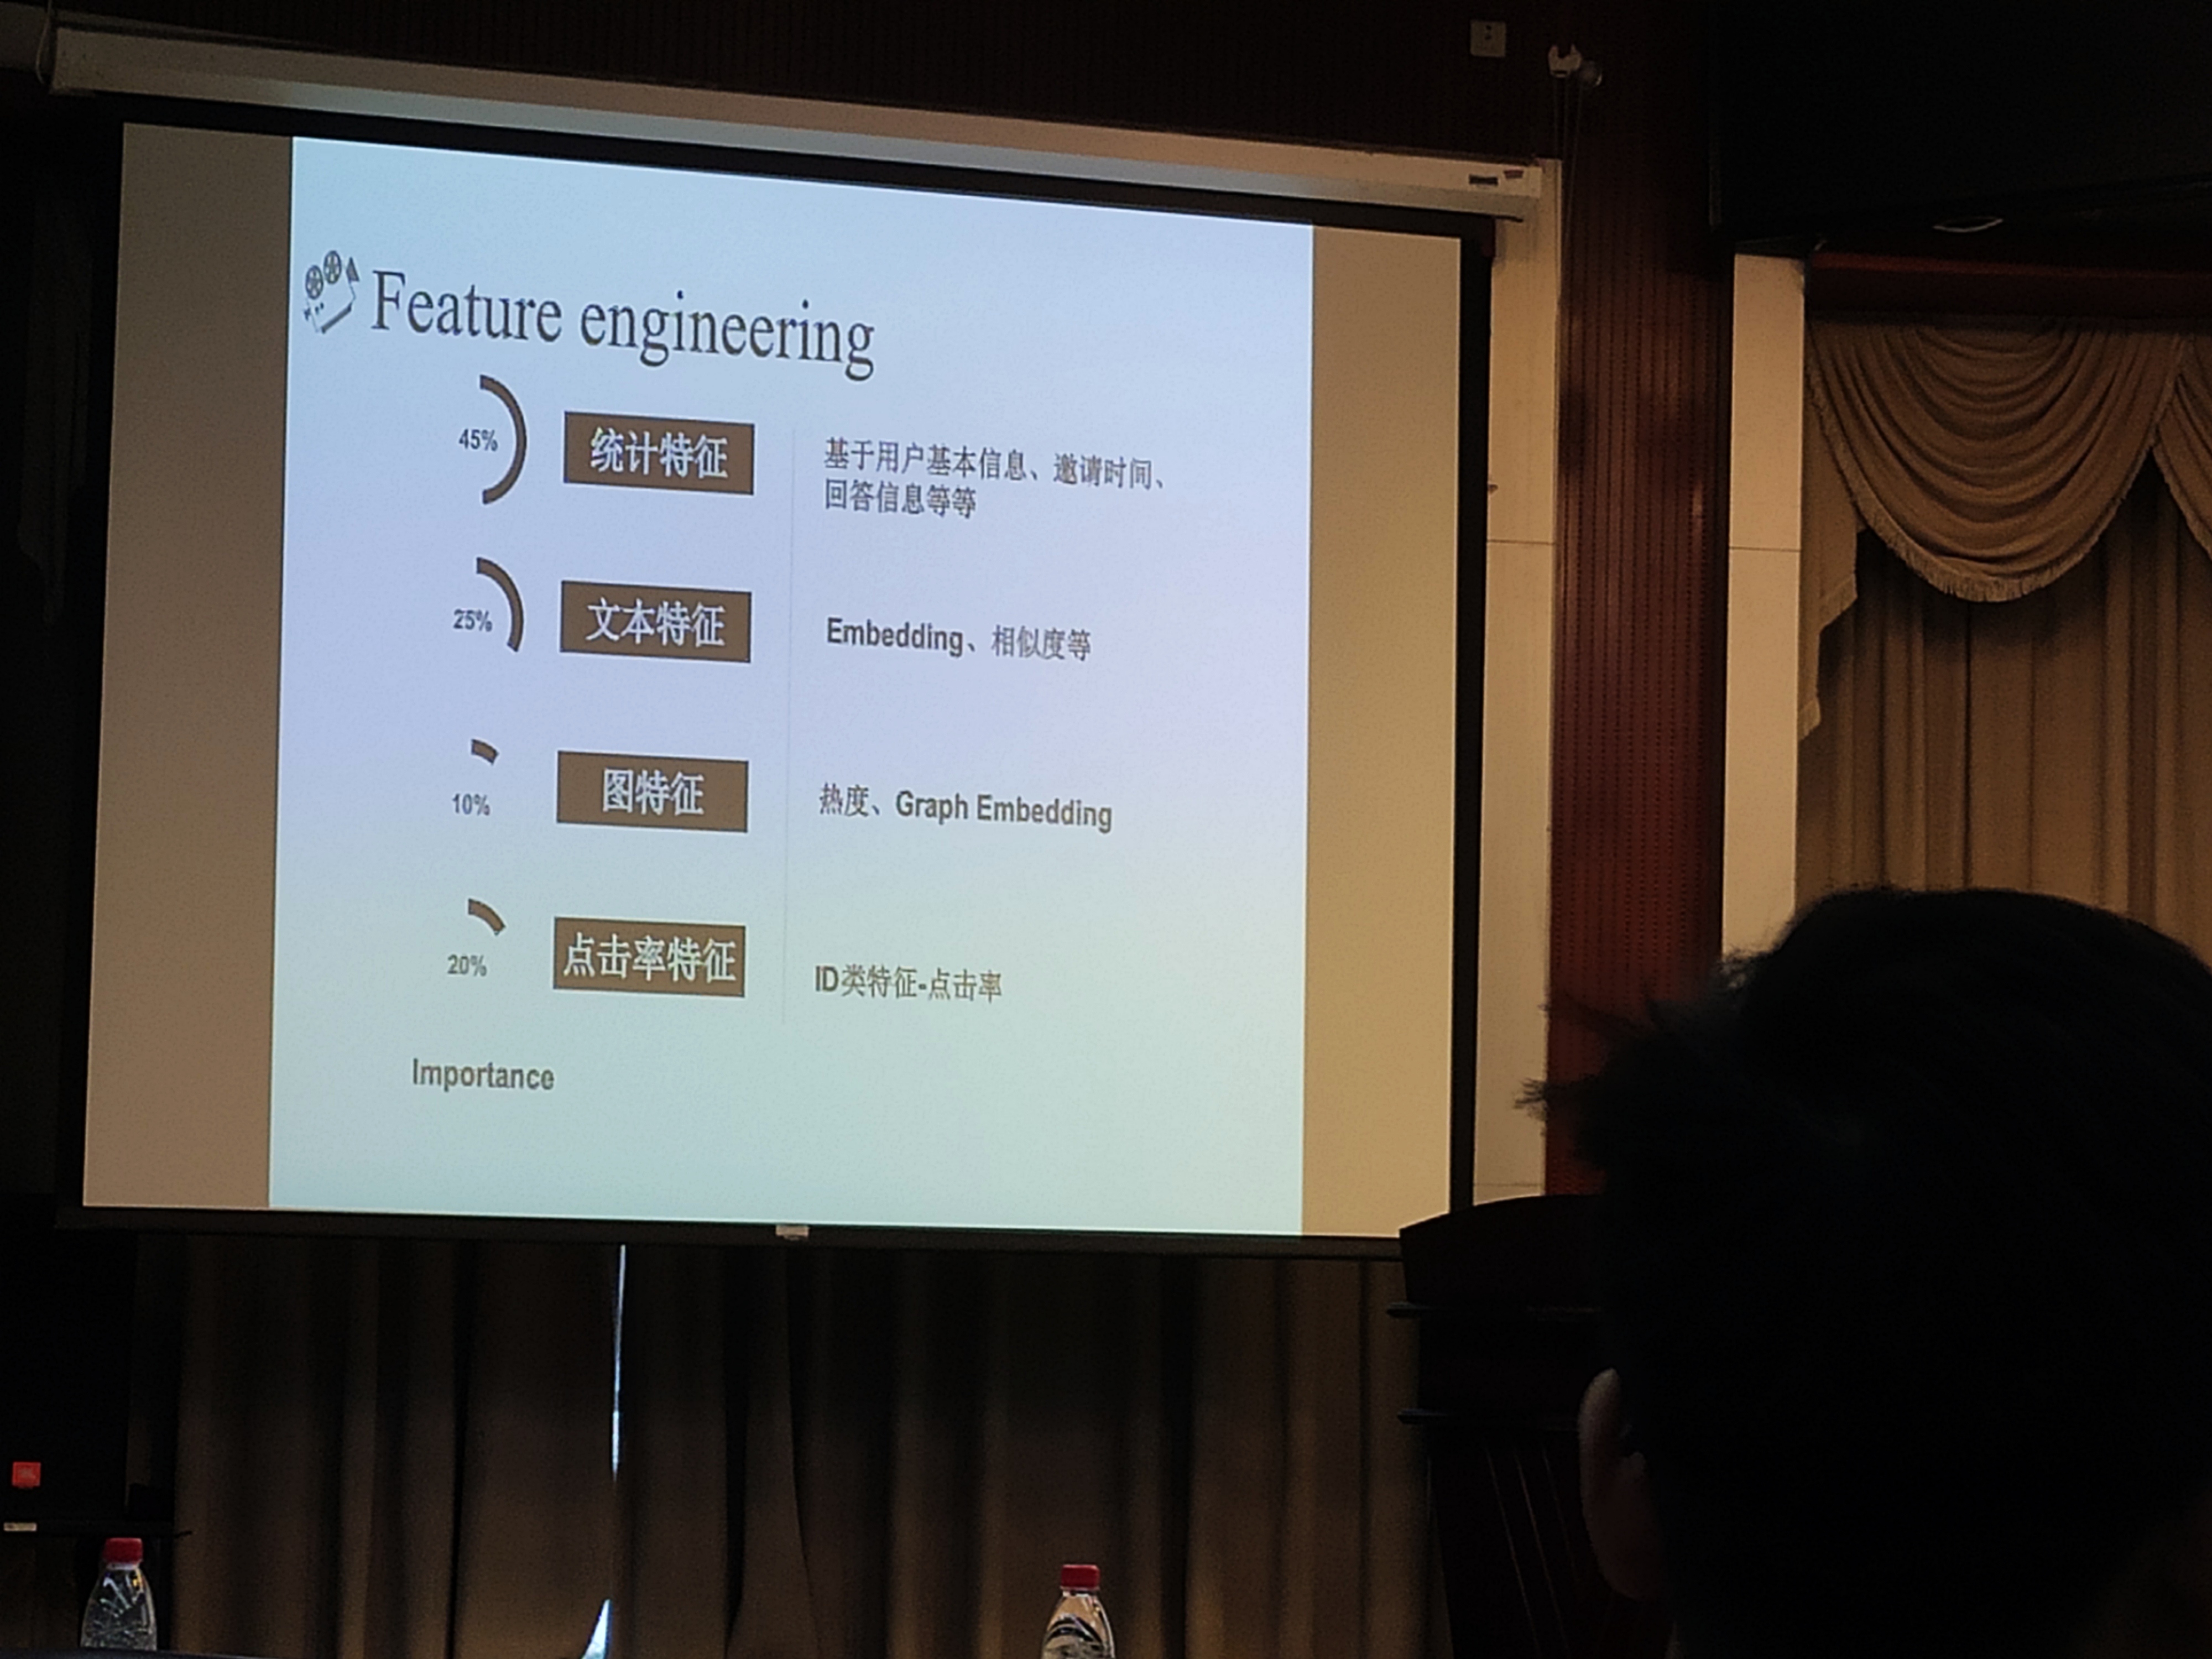 Feature engineering
45%
统计特征
基于用户基本信息、邀请时间、
回答信息等等
25%
文本特征
Embedding、相似度等
10%
图特征
热度、Graph Embedding
20%
点击率特征
ID类特征-点击率
Importance
JBL